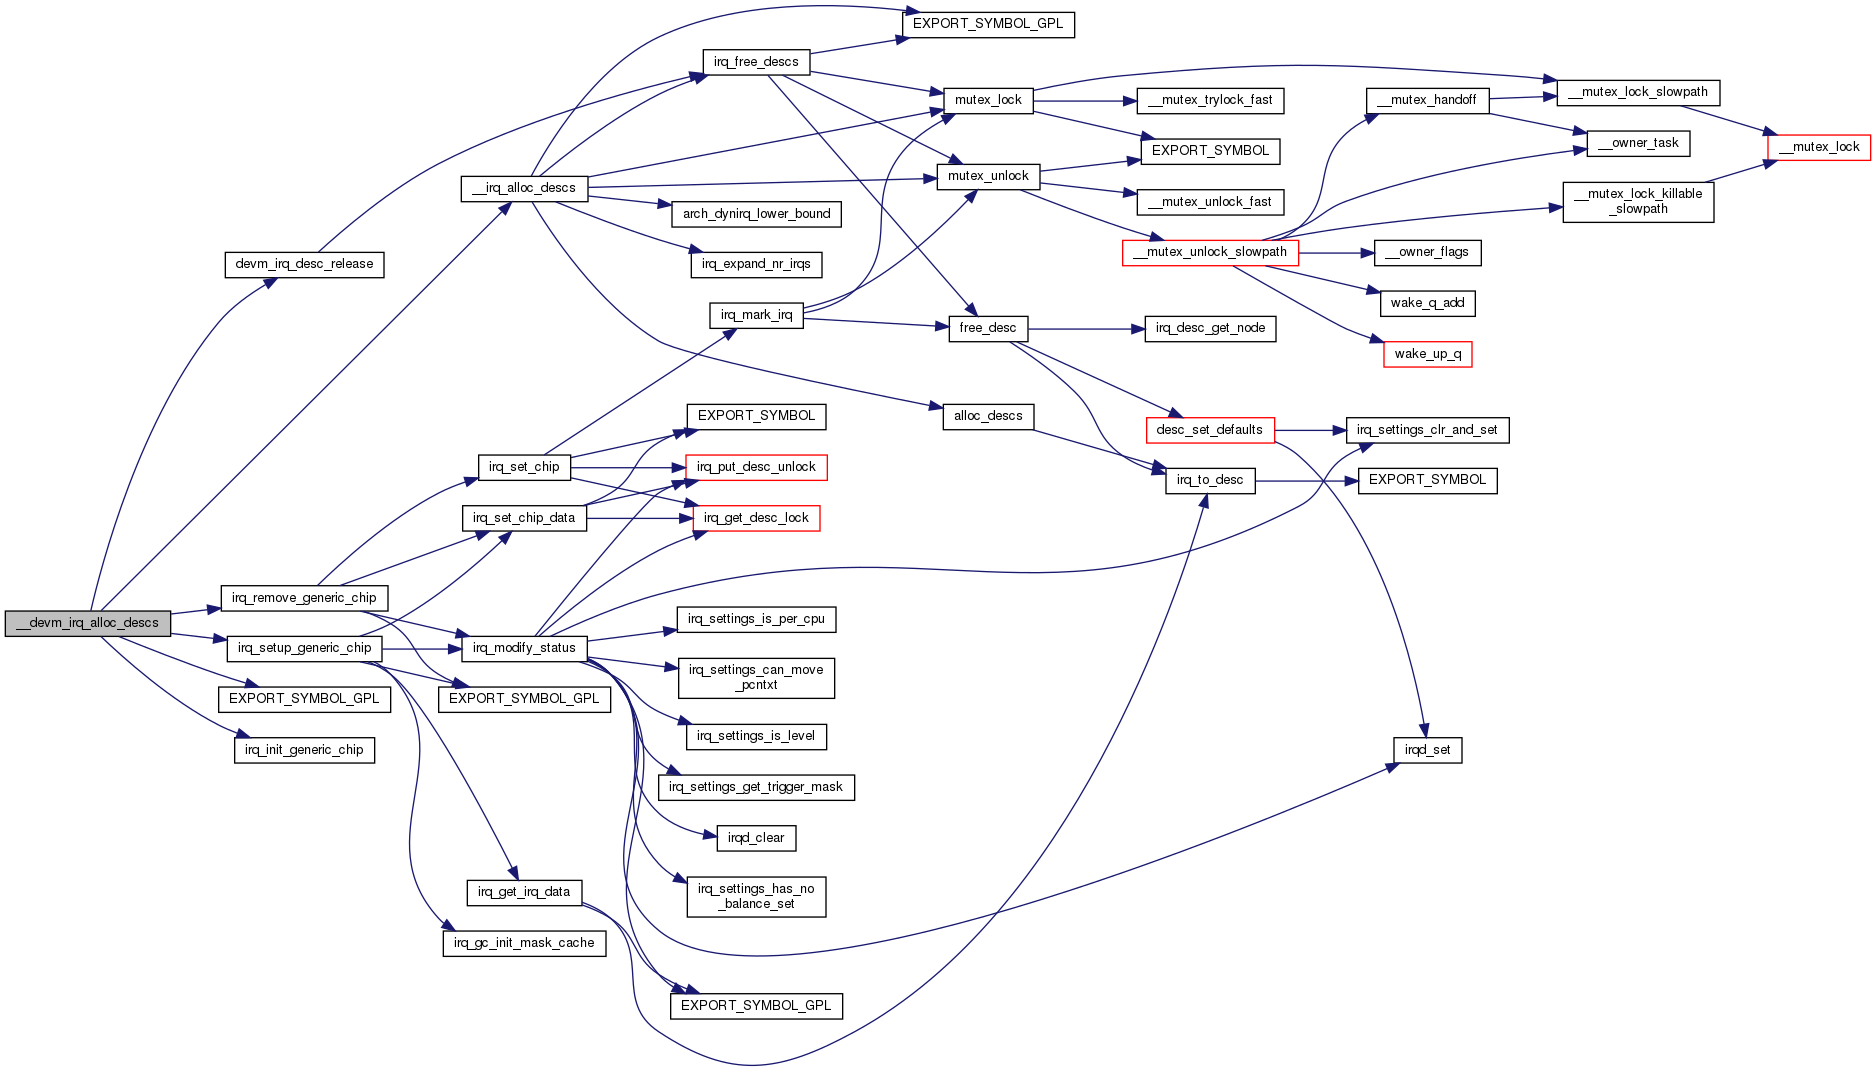 EXPORT_SYMBOL_GPL
irq_free_descs
mutex_lock
__mutex_trylock_fast
__mutex_handoff
__mutex_lock_slowpath
__owner_task
__mutex_lock
EXPORT_SYMBOL
mutex_unlock
__mutex_unlock_fast
__mutex_lock_killable
_slowpath
__irq_alloc_descs
arch_dynirq_lower_bound
irq_expand_nr_irqs
devm_irq_desc_release
__mutex_unlock_slowpath
__owner_flags
wake_q_add
wake_up_q
irq_mark_irq
free_desc
irq_desc_get_node
alloc_descs
desc_set_defaults
irq_settings_clr_and_set
EXPORT_SYMBOL
irq_set_chip
irq_put_desc_unlock
irq_to_desc
EXPORT_SYMBOL
irq_set_chip_data
irq_get_desc_lock
irq_remove_generic_chip
__devm_irq_alloc_descs
irq_setup_generic_chip
irq_modify_status
irq_settings_is_per_cpu
irq_settings_can_move
_pcntxt
EXPORT_SYMBOL_GPL
EXPORT_SYMBOL_GPL
irq_init_generic_chip
irq_settings_is_level
irqd_set
irq_settings_get_trigger_mask
irqd_clear
irq_settings_has_no
_balance_set
irq_get_irq_data
irq_gc_init_mask_cache
EXPORT_SYMBOL_GPL